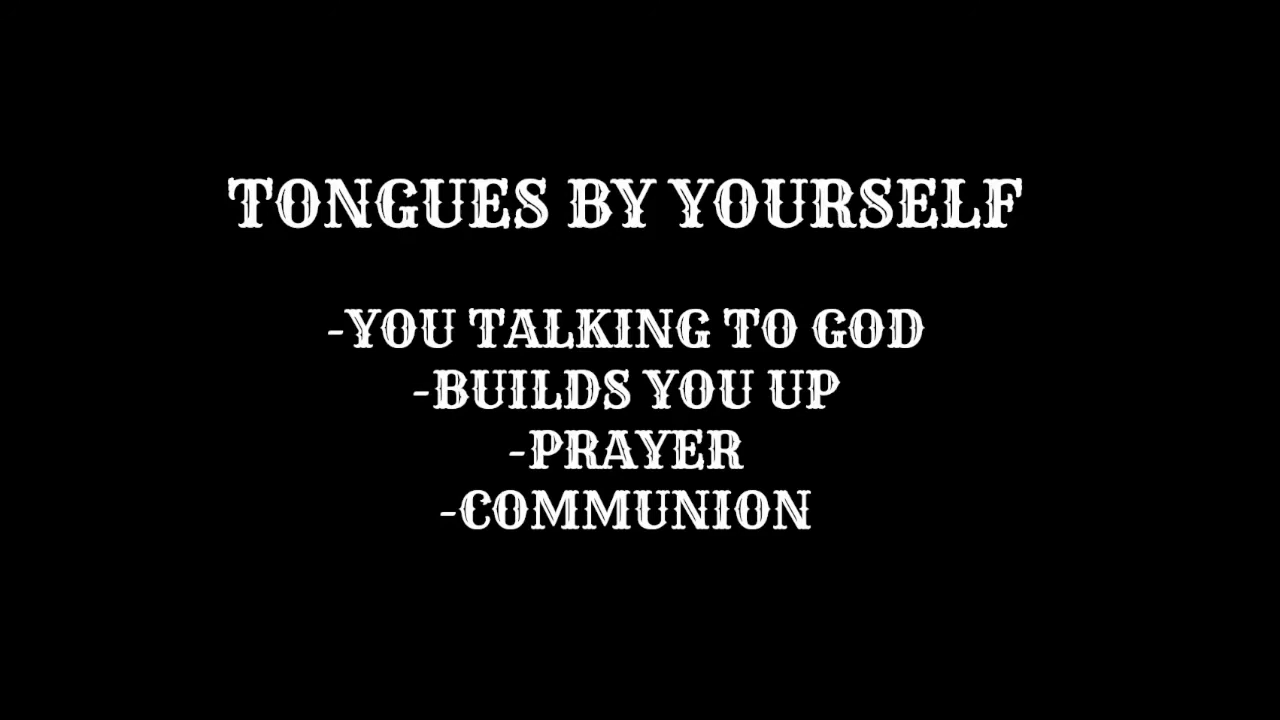 TONGUES BY YOURSELF
-YOU TALKING TO GOD
-BUILDS YOU UP
-PRAYER
-COMMUNION